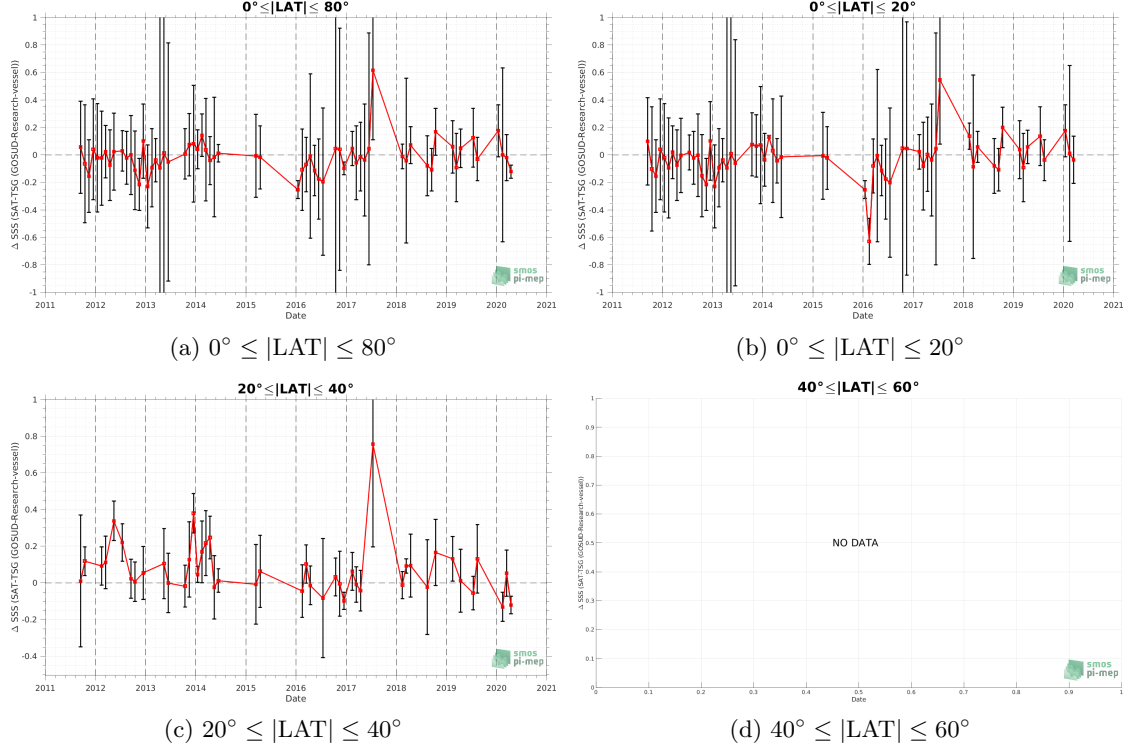 0°≤|LAT|≤ 80°
Δ SSS (SAT-TSG (GOSUD-Research-vessel))
1
0.8
0.6
0.4
0.2
0
-0.2
-0.4
-0.6
-0.8
-1
2011 2012 2013 2014 2015 2016 2017 2018 2019 2020 2021
Date
smos
pi-mep
(a) 0° ≤ |LAT| ≤ 80°
0°≤|LAT|≤ 20°
Δ SSS (SAT-TSG (GOSUD-Research-vessel))
1
0.8
0.6
0.4
0.2
0
-0.2
-0.4
-0.6
-0.8
-1
2011 2012 2013 2014 2015 2016 2017 2018 2019 2020 2021
Date
smos
pi-mep
(b) 0° ≤ |LAT| ≤ 20°
20°≤|LAT|≤ 40°
Δ SSS (SAT-TSG (GOSUD-Research-vessel))
1
0.8
0.6
0.4
0.2
0
-0.2
-0.4
2011 2012 2013 2014 2015 2016 2017 2018 2019 2020 2021
Date
smos
pi-mep
(c) 20° ≤ |LAT| ≤ 40°
40°≤|LAT|≤ 60°
Δ SSS (SAT-TSG (GOSUD-Research-vessel))
1
0.9
0.8
0.7
0.6
0.5
0.4
0.3
0.2
0.1
0
NO DATA
0 0.1 0.2 0.3 0.4 0.5 0.6 0.7 0.8 0.9 1
Date
smos
pi-mep
(d) 40° ≤ |LAT| ≤ 60°